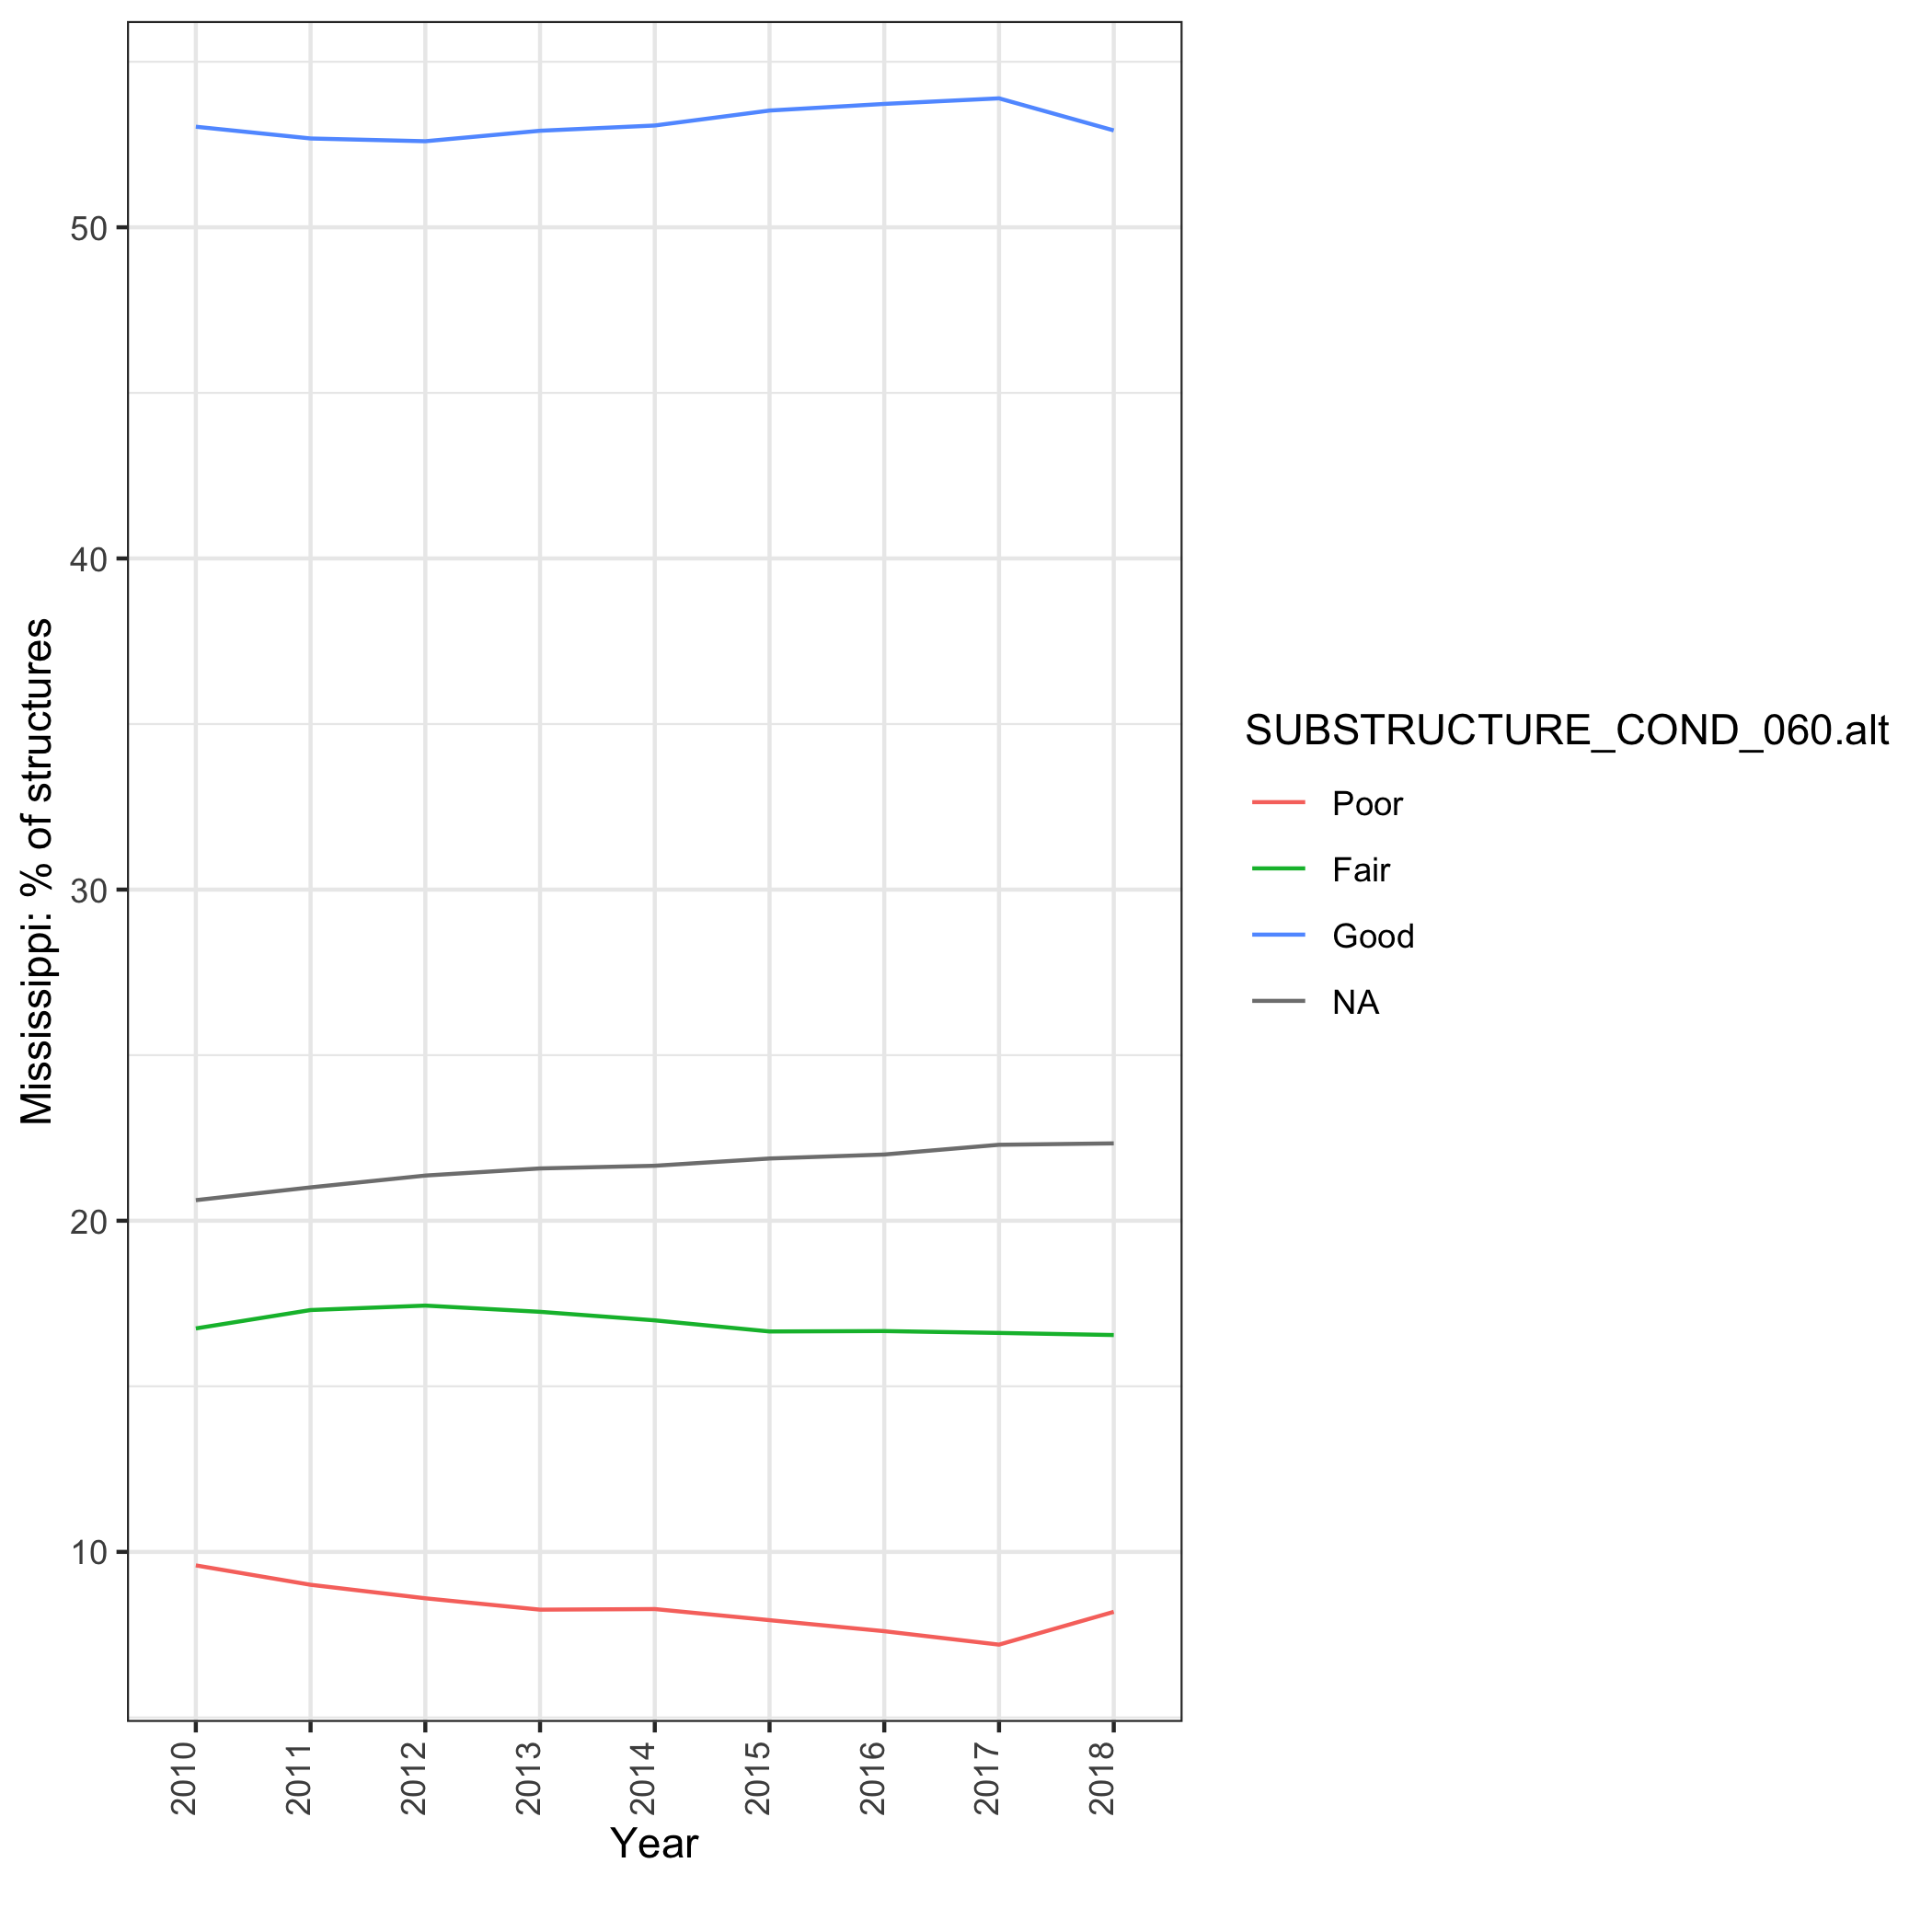 Mississippi: % of structures
50
40
30
20
10
2010
2011
2012
2013
2014
2015
2016
2017
2018
Year
SUBSTRUCTURE_COND_060.alt
Poor
Fair
Good
NA